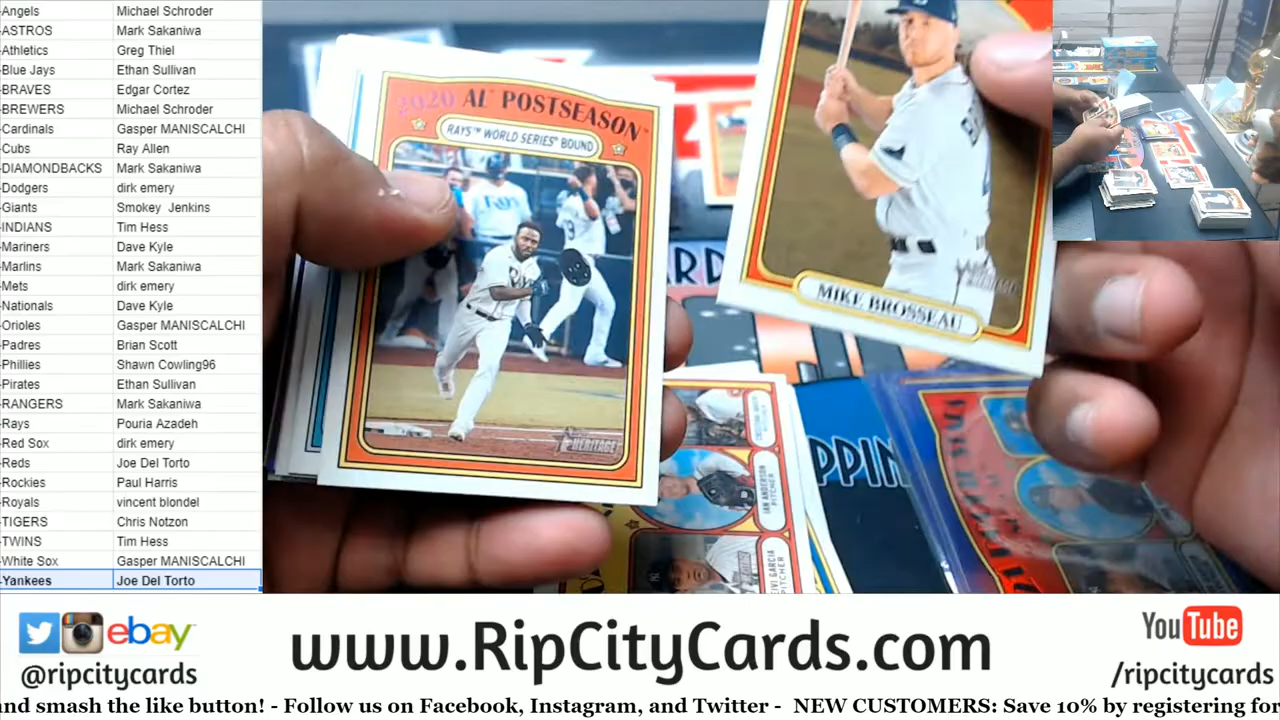 -Angels Michael Schroder
-ASTROS Mark Sakaniwa
-Athletics Greg Thiel
-Blue Jays Ethan Sullivan
-BRAVES Edgar Cortez
-BREWERS Michael Schroder
-Cardinals Gasper MANISCALCHI
-Cubs Ray Allen
-DIAMONDBACKS Mark Sakaniwa
-Dodgers dirk emery
-Giants Smokey Jenkins
-INDIANS Tim Hess
-Mariners Dave Kyle
-Marlins Mark Sakaniwa
-Mets dirk emery
-Nationals Dave Kyle
-Orioles Gasper MANISCALCHI
-Padres Brian Scott
-Phillies Shawn Cowling96
-Pirates Ethan Sullivan
-RANGERS Mark Sakaniwa
-Rays Pouria Azadeh
-Red Sox dirk emery
-Reds Joe Del Torto
-Rockies Paul Harris
-Royals vincent blondel
-TIGERS Chris Notzon
-TWINS Tim Hess
-White Sox Gasper MANISCALCHI
-Yankees Joe Del Torto
2020 AL™ POSTSEASON™
RAYS™ WORLD SERIES® BOUND
HERITAGE
MIKE BROSSEAU
PPIN
IAN ANDERSON
PITCHER
GARCIA
PITCHER
ebay
@ripcitycards
www.RipCityCards.com
YouTube
/ripcitycards
and smash the like button! - Follow us on Facebook, Instagram, and Twitter - NEW CUSTOMERS: Save 10% by registering for